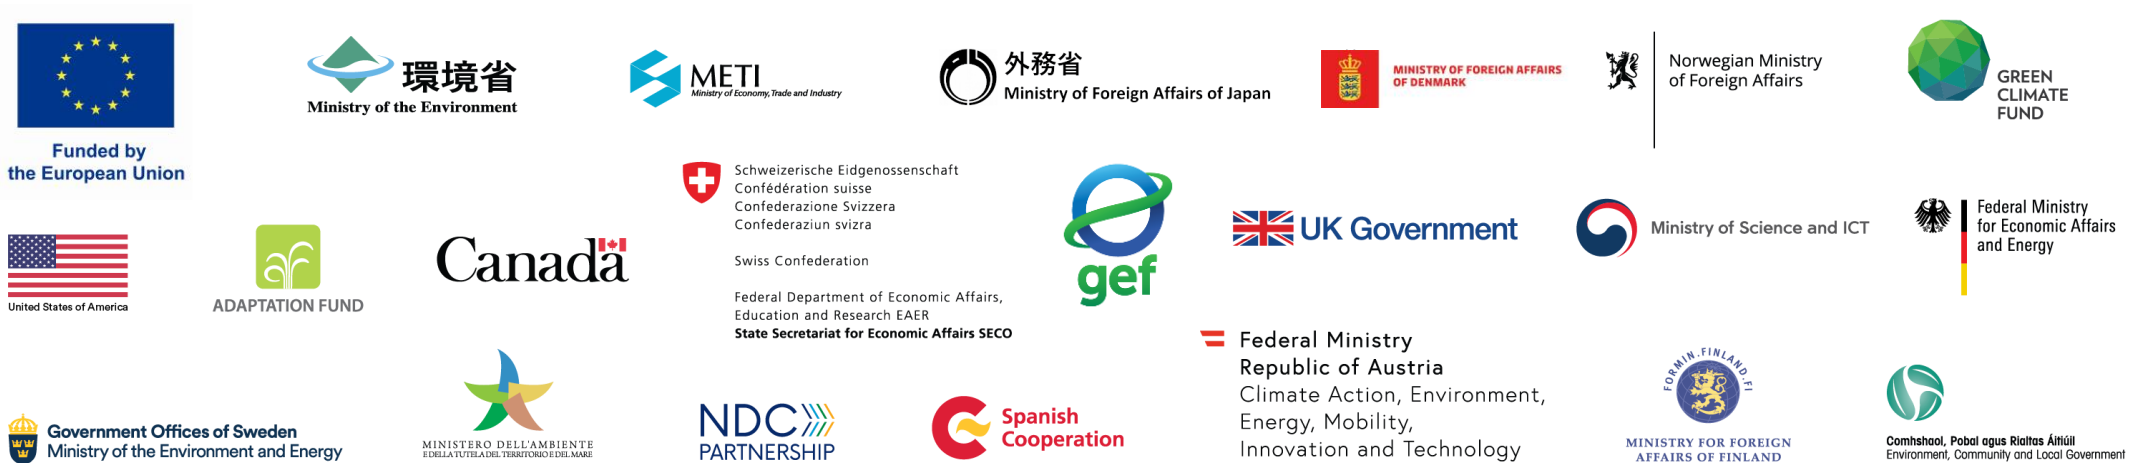 Funded by
the European Union
環境省
Ministry of the Environment
METI
Ministry of Economy, Trade and Industry
外務省
Ministry of Foreign Affairs of Japan
MINISTRY OF FOREIGN AFFAIRS
OF DENMARK
Norwegian Ministry
of Foreign Affairs
GREEN
CLIMATE
FUND
United States of America
ADAPTATION FUND
Canada
Schweizerische Eidgenossenschaft
Confédération suisse
Confederazione Svizzera
Confederaziun svizra
Swiss Confederation
Federal Department of Economic Affairs,
Education and Research EAER
State Secretariat for Economic Affairs SECO
gef
UK Government
Ministry of Science and ICT
Federal Ministry
for Economic Affairs
and Energy
Government Offices of Sweden
Ministry of the Environment and Energy
MINISTERO DELL'AMBIENTE
E DELLA TUTELA DEL TERRITORIO E DEL MARE
NDC
PARTNERSHIP
Spanish
Cooperation
Federal Ministry
Republic of Austria
Climate Action, Environment,
Energy, Mobility,
Innovation and Technology
FORMIN.FINLAND.FI
MINISTRY FOR FOREIGN
AFFAIRS OF FINLAND
Comhshaol, Pobal agus Rialtas Áitiúil
Environment, Community and Local Government